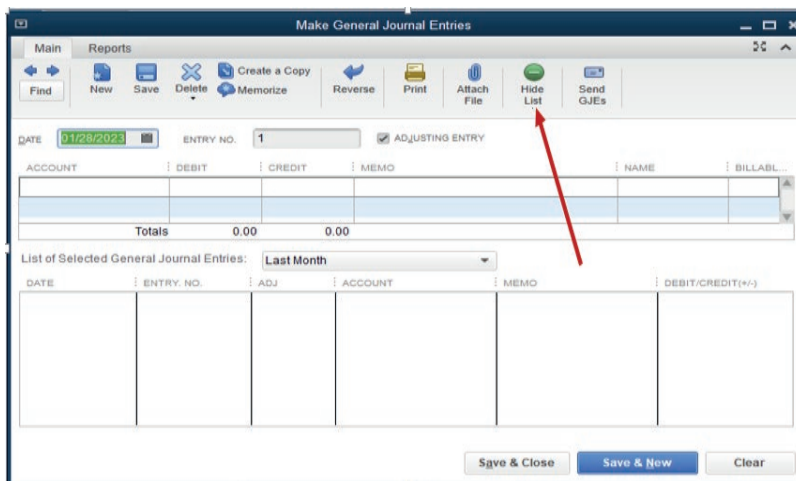 Make General Journal Entries
Main Reports
Find New Save Delete Create a Copy Memorize Reverse Print Attach File Hide List Send GJEs
DATE 01/28/2023 ENTRY NO. 1 ADJUSTING ENTRY
ACCOUNT DEBIT CREDIT MEMO NAME BILLABL...
Totals 0.00 0.00
List of Selected General Journal Entries: Last Month
DATE ENTRY. NO. ADJ ACCOUNT MEMO DEBIT/CREDIT(+/-)
Save & Close Save & New Clear